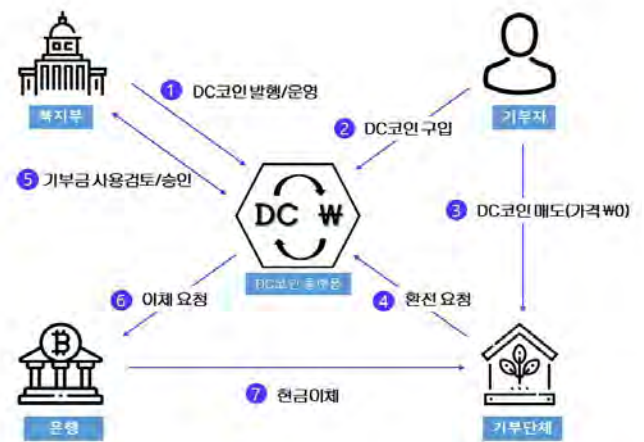 DC
복지부
기부자
1 DC코인 발행/운영
2 DC코인 구입
5 기부금 사용검토/승인
DC ₩
3 DC코인 매도(가격 ₩0)
DC코인 플랫폼
6 이체 요청
4 환전 요청
B
은행
7 현금이체
기부단체